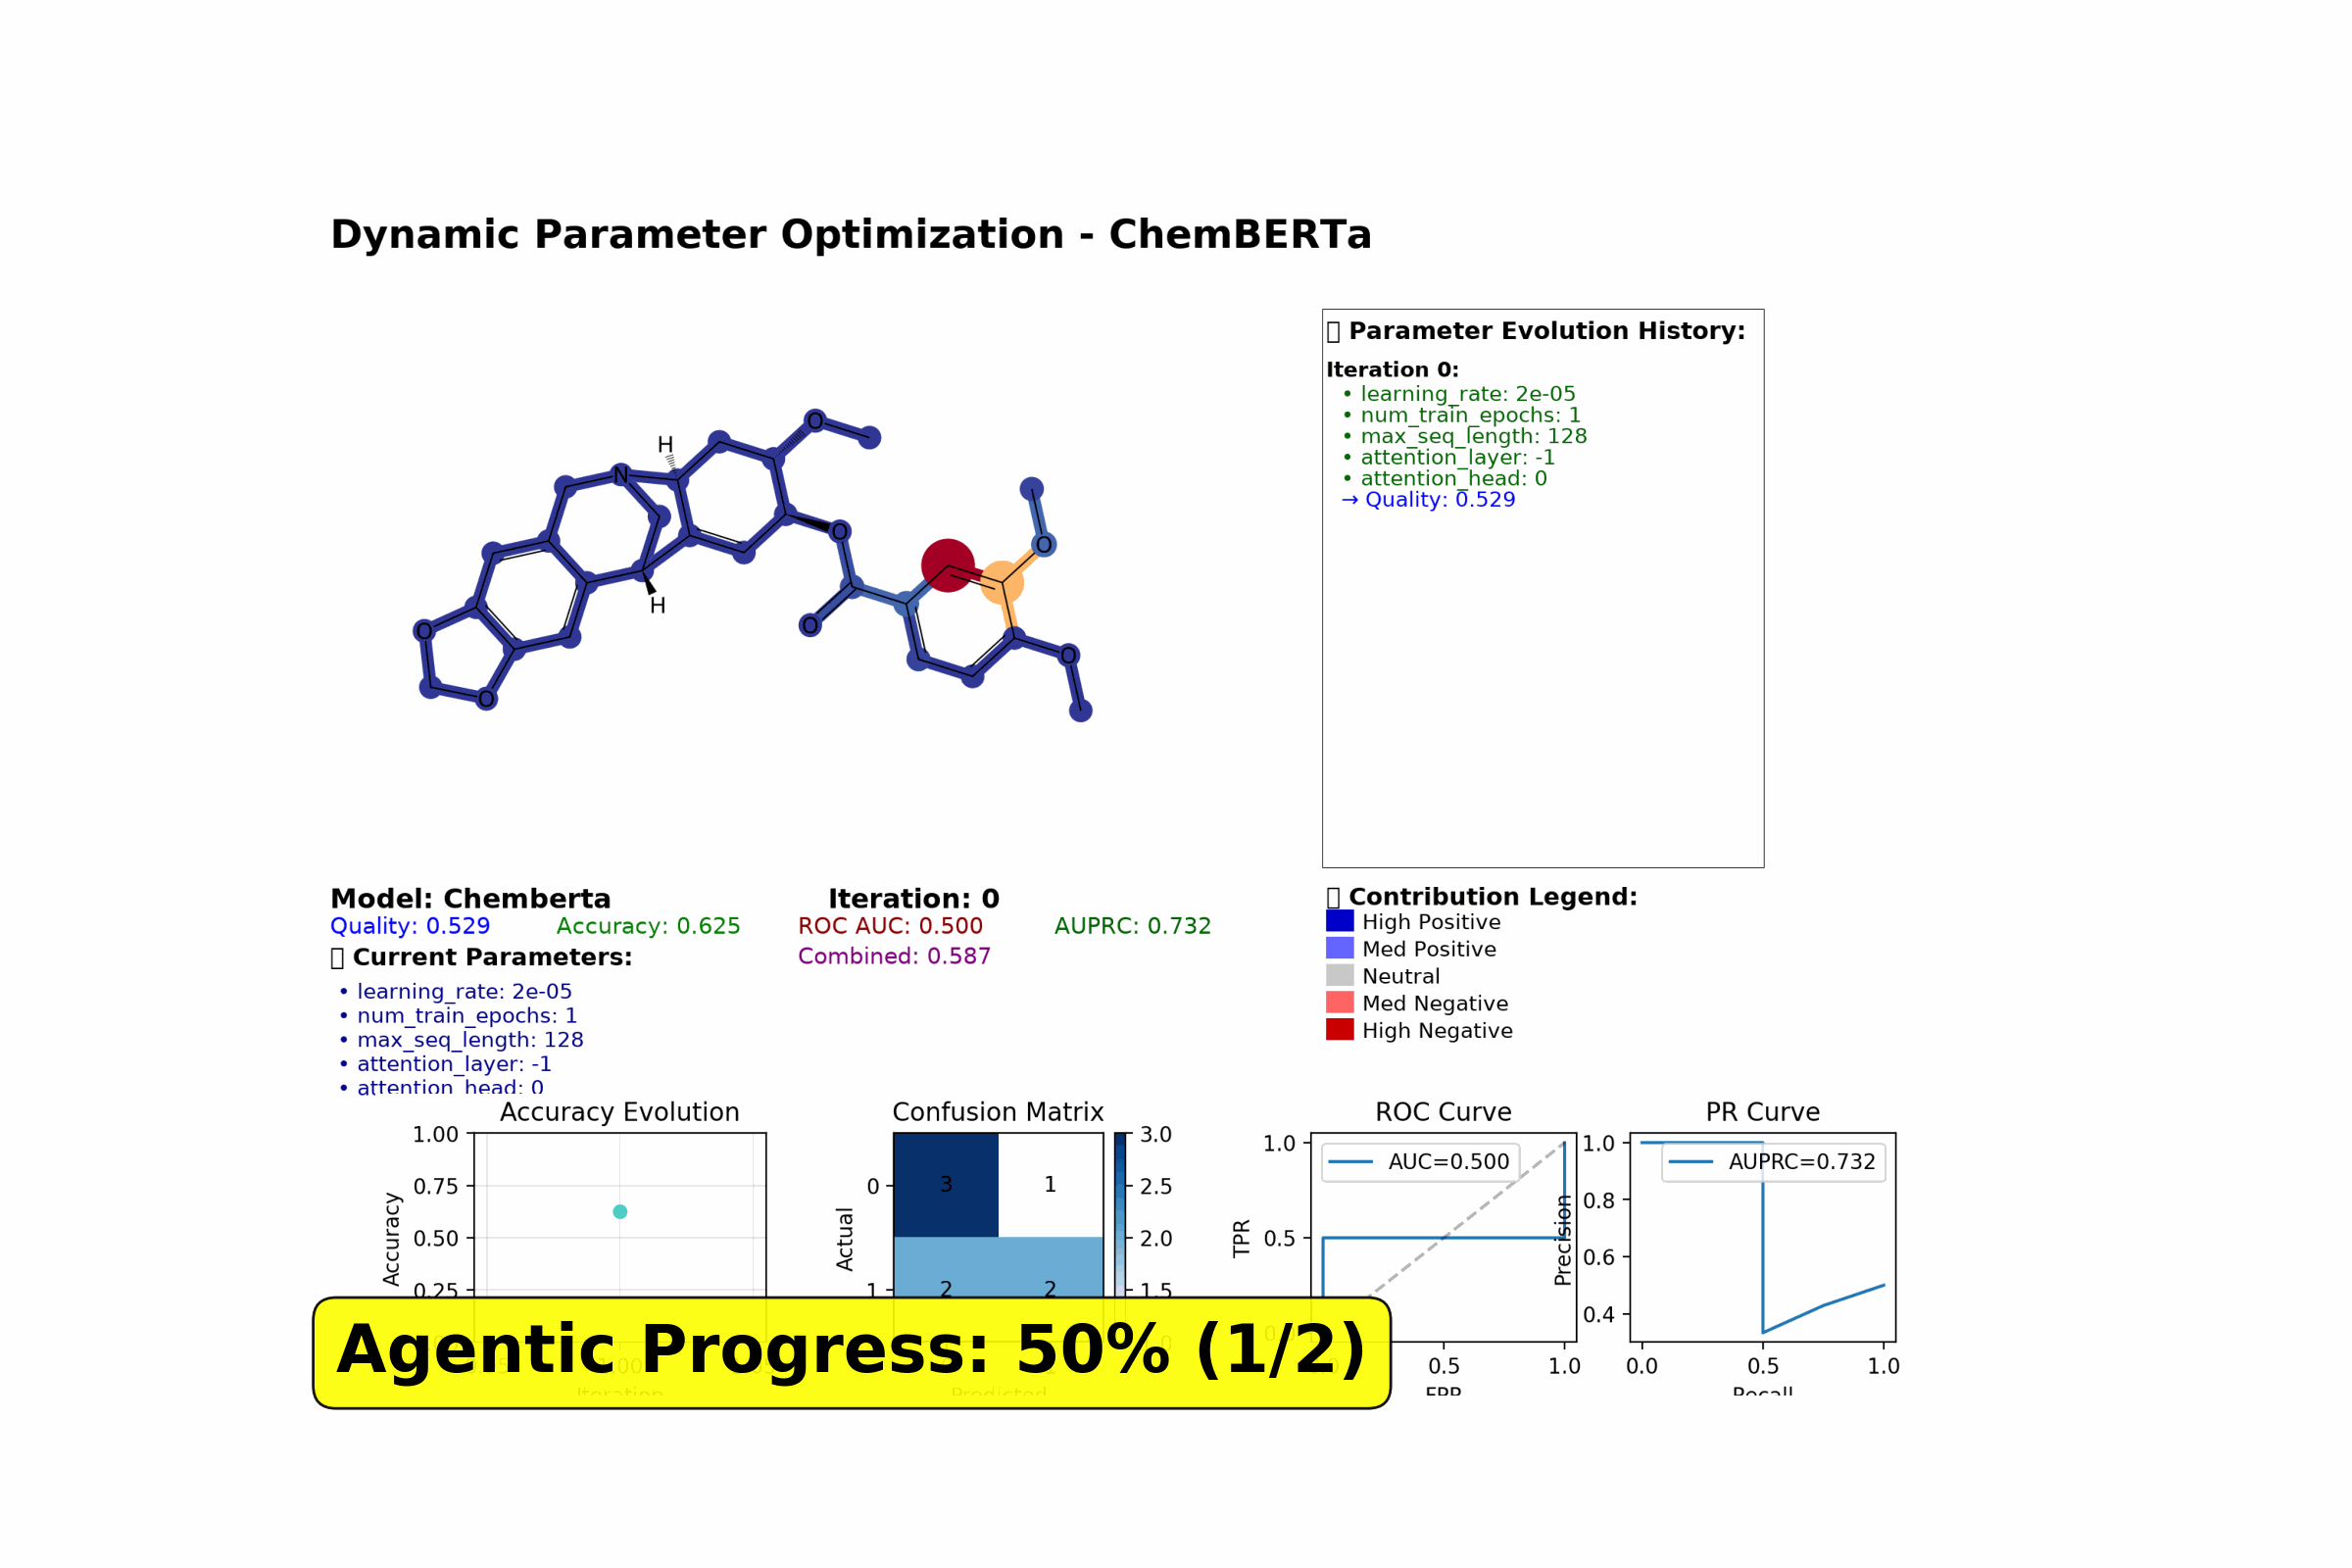 Dynamic Parameter Optimization - ChemBERTa
Parameter Evolution History:
Iteration 0:
• learning_rate: 2e-05
• num_train_epochs: 1
• max_seq_length: 128
• attention_layer: -1
• attention_head: 0
→ Quality: 0.529
O
H
N
O
O
H
O
O
O
O
Model: Chemberta
Iteration: 0
Quality: 0.529
Accuracy: 0.625
ROC AUC: 0.500
AUPRC: 0.732
Current Parameters:
Combined: 0.587
• learning_rate: 2e-05
• num_train_epochs: 1
• max_seq_length: 128
• attention_layer: -1
• attention_head: 0
Contribution Legend:
High Positive
Med Positive
Neutral
Med Negative
High Negative
Accuracy Evolution
1.00
0.75
0.50
0.25
Accuracy
Iteration
Confusion Matrix
3 1
2 2
0
1
Actual
Predicted
3.0
2.5
2.0
1.5
ROC Curve
AUC=0.500
1.0
0.5
TPR
0.5 1.0
FPR
PR Curve
AUPRC=0.732
1.0
0.8
0.6
0.4
Precision
0.0 0.5 1.0
Recall
Agentic Progress: 50% (1/2)